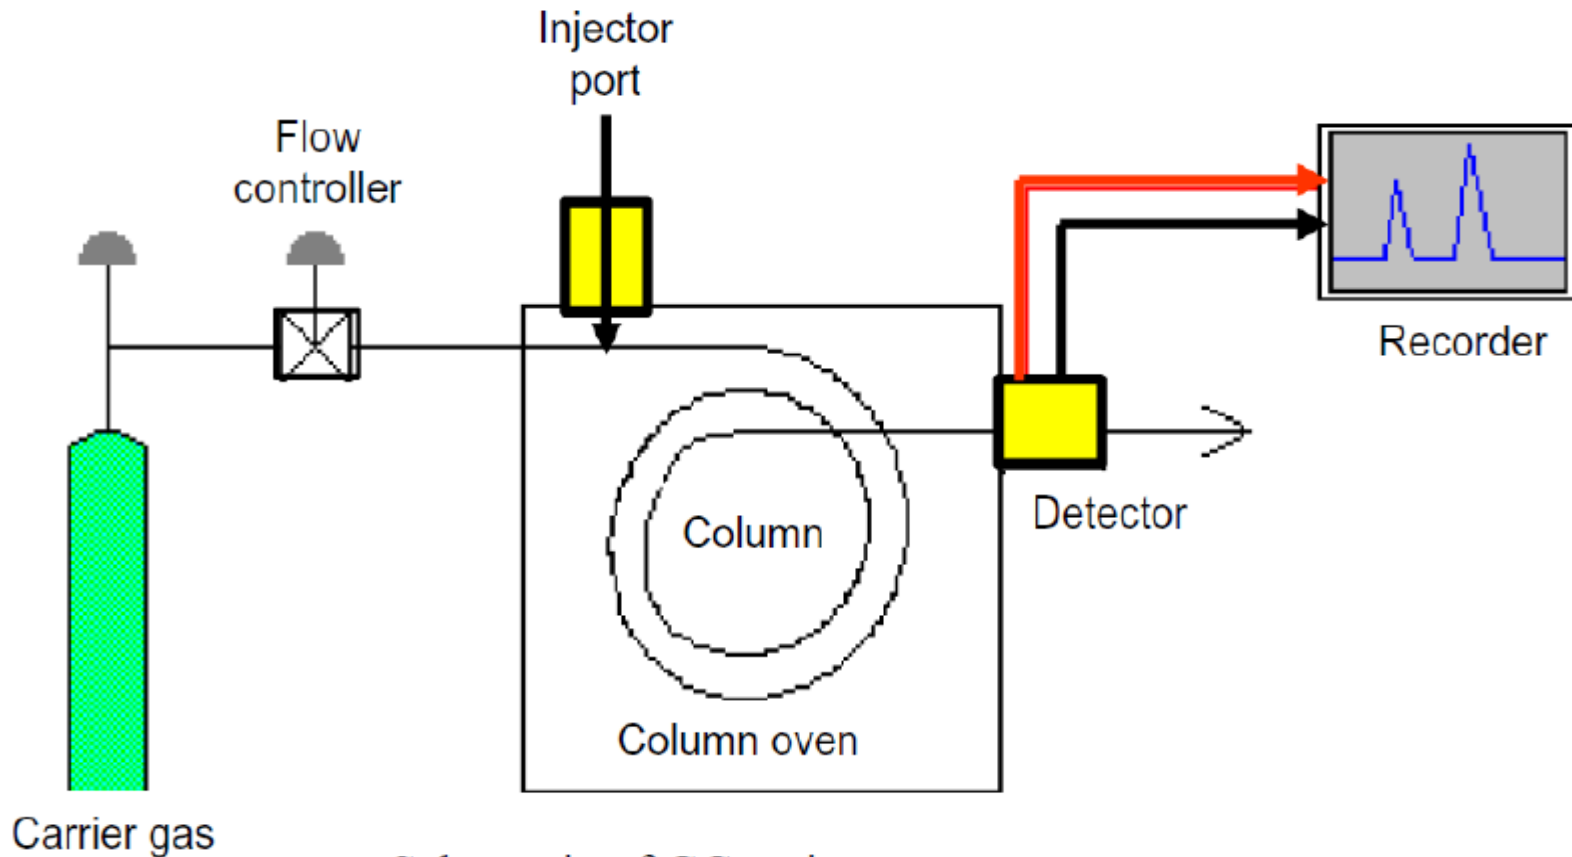 Injector
port
Flow
controller
Recorder
Detector
Column
Column oven
Carrier gas